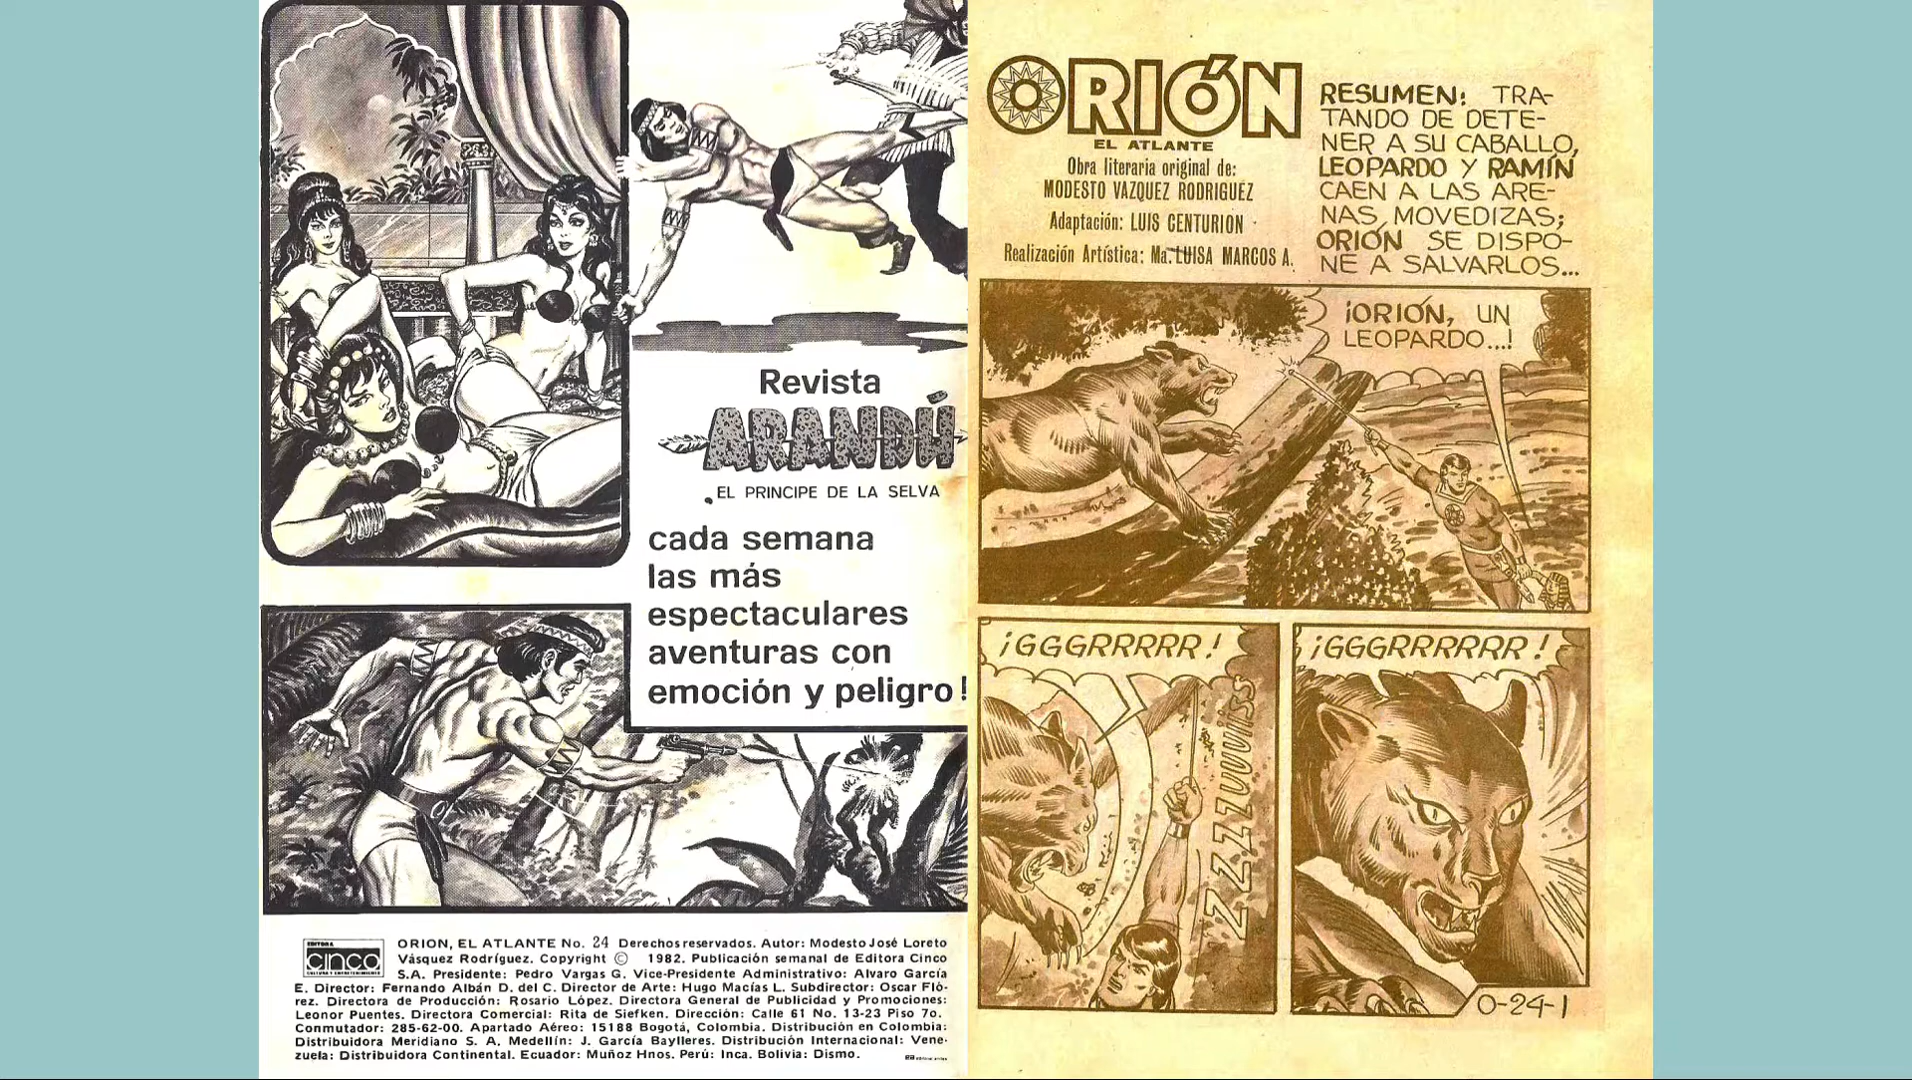 Revista
ARANDÚ
EL PRINCIPE DE LA SELVA
cada semana
las más
espectaculares
aventuras con
emoción y peligro!
EDITORA
CINCO
CULTURA Y ENTRETENIMIENTO
ORION, EL ATLANTE No. 24 Derechos reservados. Autor: Modesto José Loreto
Vásquez Rodríguez. Copyright © 1982. Publicación semanal de Editora Cinco
S.A. Presidente: Pedro Vargas G. Vice-Presidente Administrativo: Alvaro García
E. Director: Fernando Albán D. del C. Director de Arte: Hugo Macías L. Subdirector: Oscar Fló-
rez. Directora de Producción: Rosario López. Directora General de Publicidad y Promociones:
Leonor Puentes. Directora Comercial: Rita de Siefken. Dirección: Calle 61 No. 13-23 Piso 7o.
Conmutador: 285-62-00. Apartado Aéreo: 15188 Bogotá, Colombia. Distribución en Colombia:
Distribuidora Meridiano S. A. Medellín: J. García Baylleres. Distribución Internacional: Vene-
zuela: Distribuidora Continental. Ecuador: Muñoz Hnos. Perú: Inca. Bolivia: Dismo.
ORIÓN
EL ATLANTE
Obra literaria original de:
MODESTO VAZQUEZ RODRIGUEZ
Adaptación: LUIS CENTURION
Realización Artística: Ma. LUISA MARCOS A.
RESUMEN: TRA-
TANDO DE DETE-
NER A SU CABALLO,
LEOPARDO Y RAMÍN
CAEN A LAS ARE-
NAS MOVEDIZAS;
ORIÓN SE DISPO-
NE A SALVARLOS...
¡ORIÓN, UN
LEOPARDO...!
¡GGGRRRRR!
ZZZZuuuuiiss
¡GGGRRRRRR!
O-24-1